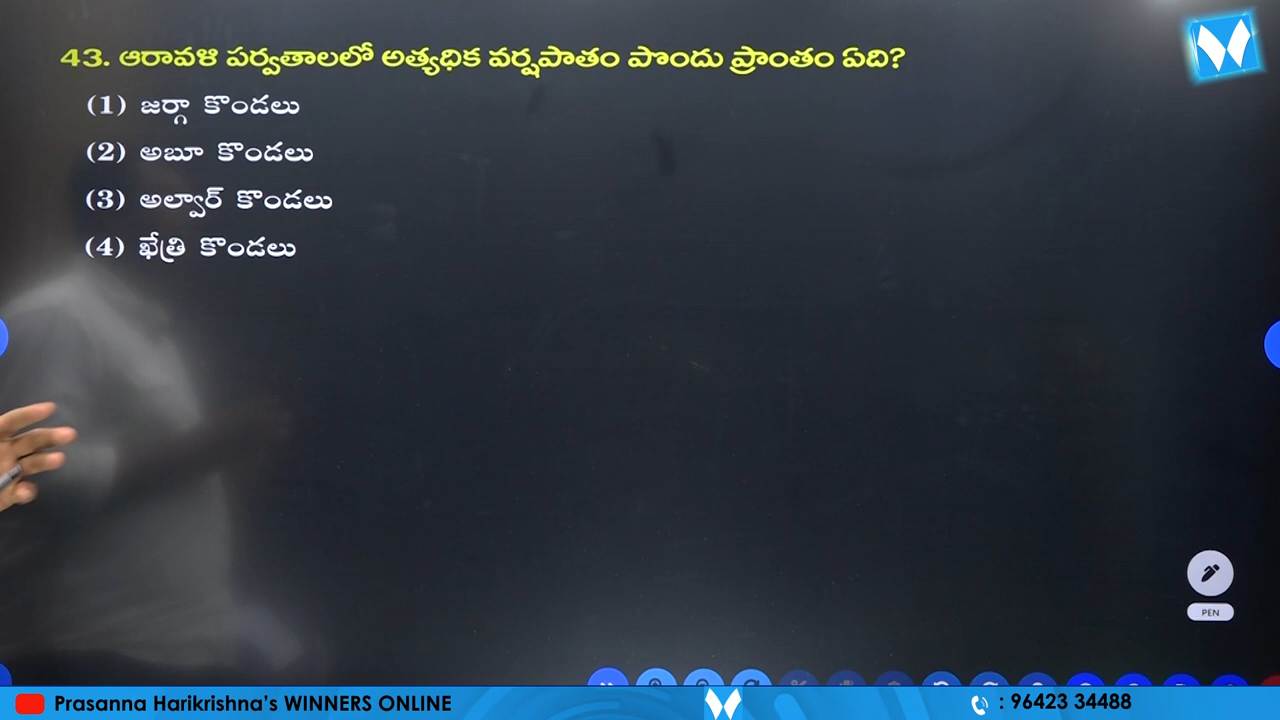 43. ఆరావళి పర్వతాలలో అత్యధిక వర్షపాతం పొందు ప్రాంతం ఏది?
(1) జర్గా కొండలు
(2) అబూ కొండలు
(3) అల్వార్ కొండలు
(4) ఖేత్రి కొండలు
PEN
Prasanna Harikrishna's WINNERS ONLINE
: 96423 34488